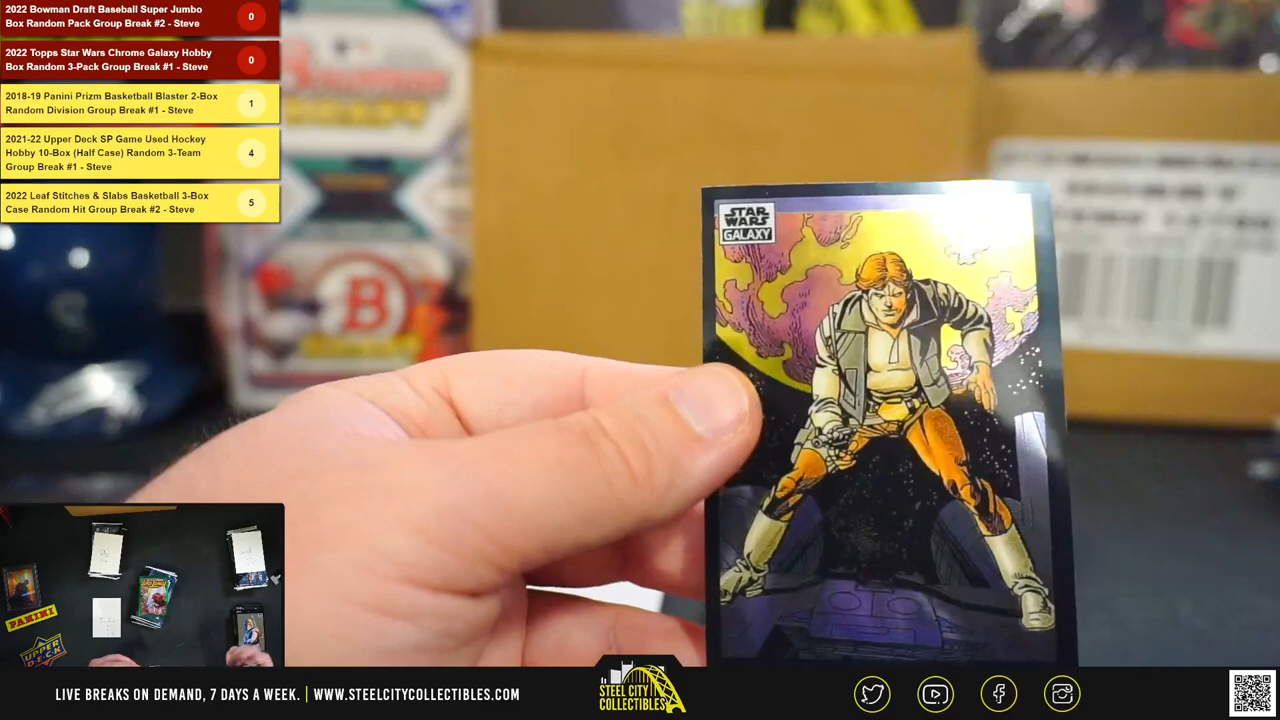 2022 Bowman Draft Baseball Super Jumbo
Box Random Pack Group Break #2 - Steve
0
2022 Topps Star Wars Chrome Galaxy Hobby
Box Random 3-Pack Group Break #1 - Steve
0
2018-19 Panini Prizm Basketball Blaster 2-Box
Random Division Group Break #1 - Steve
1
2021-22 Upper Deck SP Game Used Hockey
Hobby 10-Box (Half Case) Random 3-Team
Group Break #1 - Steve
4
2022 Leaf Stitches & Slabs Basketball 3-Box
Case Random Hit Group Break #2 - Steve
5
STAR
WARS
GALAXY
B
PANINI
UPPER
DECK
LIVE BREAKS ON DEMAND, 7 DAYS A WEEK. | WWW.STEELCITYCOLLECTIBLES.COM
STEEL CITY
COLLECTIBLES